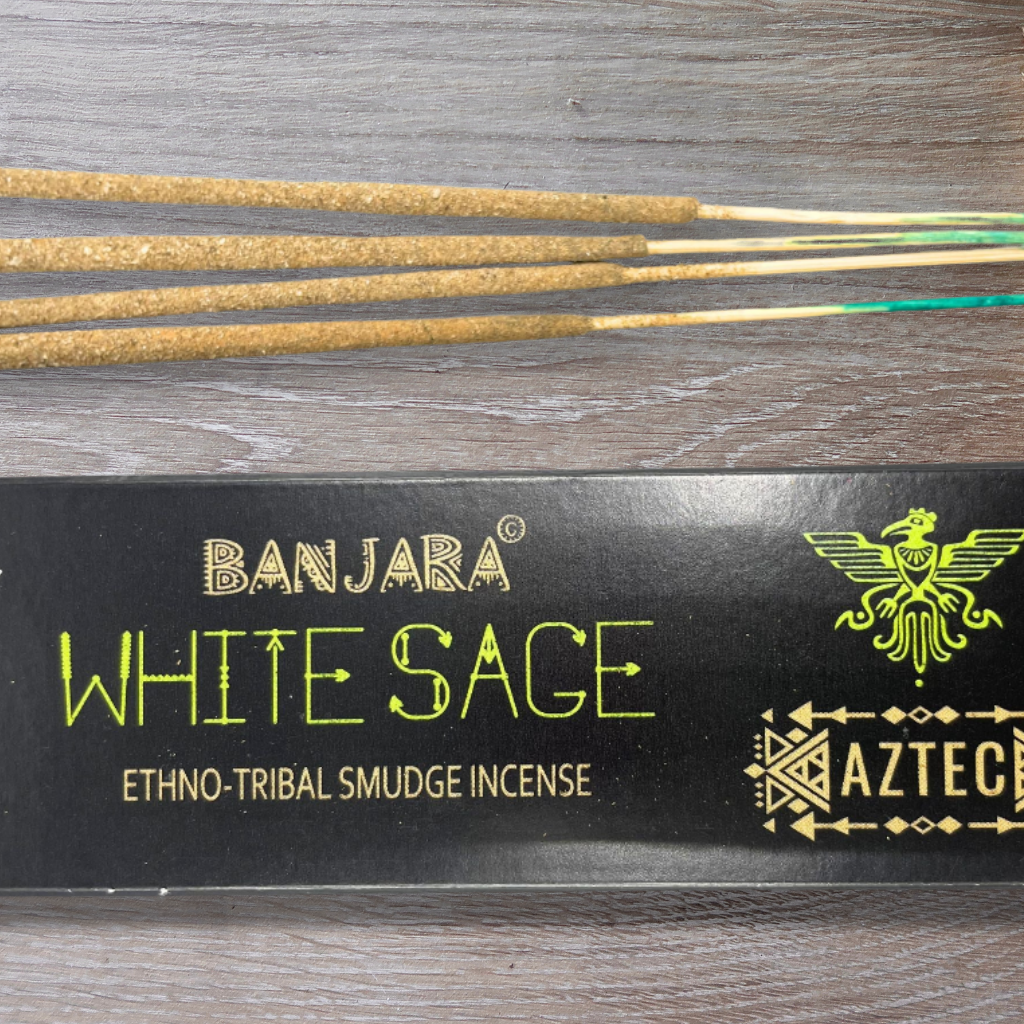 BANJARA©
WHITE SAGE
ETHNO-TRIBAL SMUDGE INCENSE
AZTEC